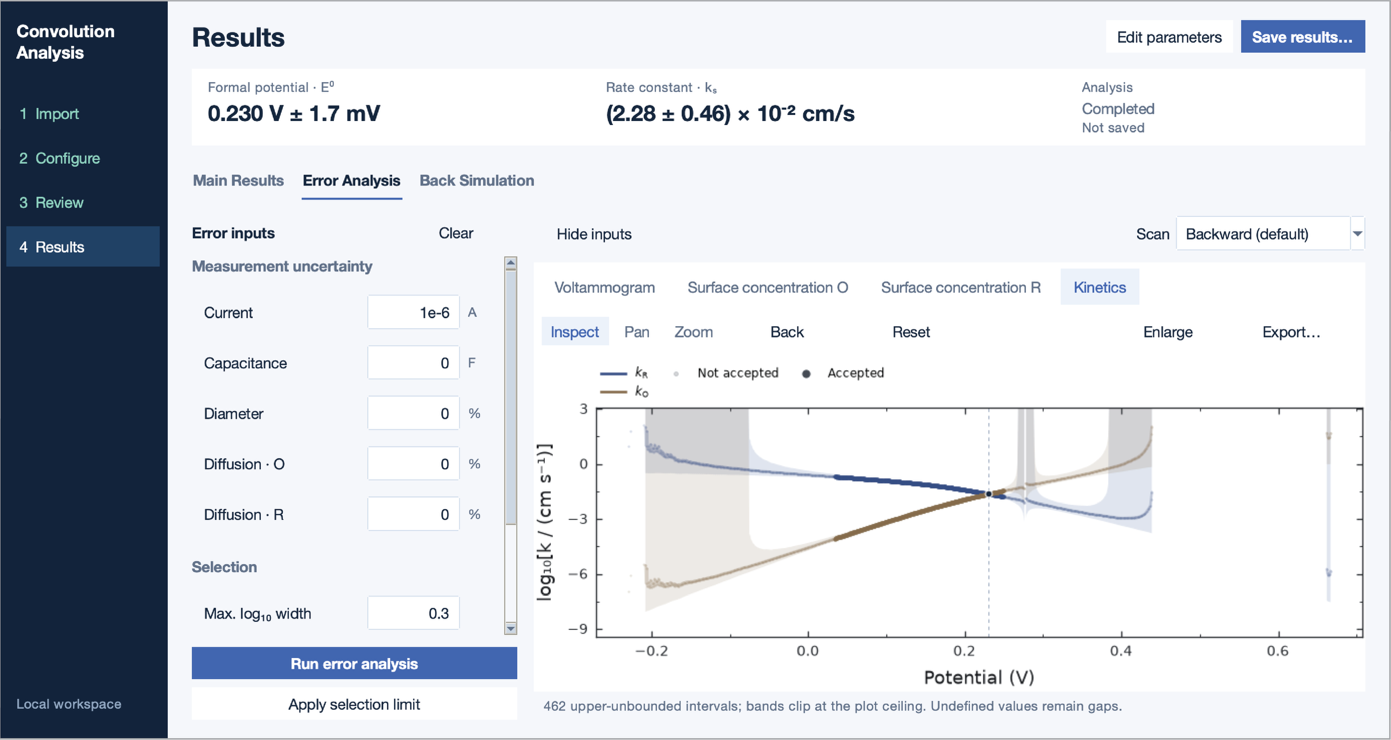 Convolution
Analysis
1 Import
2 Configure
3 Review
4 Results
Local workspace
Results
Edit parameters
Save results…
Formal potential · E⁰
0.230 V ± 1.7 mV
Rate constant · kₛ
(2.28 ± 0.46) × 10⁻² cm/s
Analysis
Completed
Not saved
Main Results
Error Analysis
Back Simulation
Error inputs
Clear
Measurement uncertainty
Current 1e-6 A
Capacitance 0 F
Diameter 0 %
Diffusion · O 0 %
Diffusion · R 0 %
Selection
Max. log₁₀ width 0.3
Run error analysis
Apply selection limit
Hide inputs
Scan Backward (default)
Voltammogram
Surface concentration O
Surface concentration R
Kinetics
Inspect
Pan
Zoom
Back
Reset
Enlarge
Export…
k_R
Not accepted
Accepted
k_O
log₁₀[k / (cm s⁻¹)]
3
0
−3
−6
−9
−0.2
0.0
0.2
0.4
0.6
Potential (V)
462 upper-unbounded intervals; bands clip at the plot ceiling. Undefined values remain gaps.